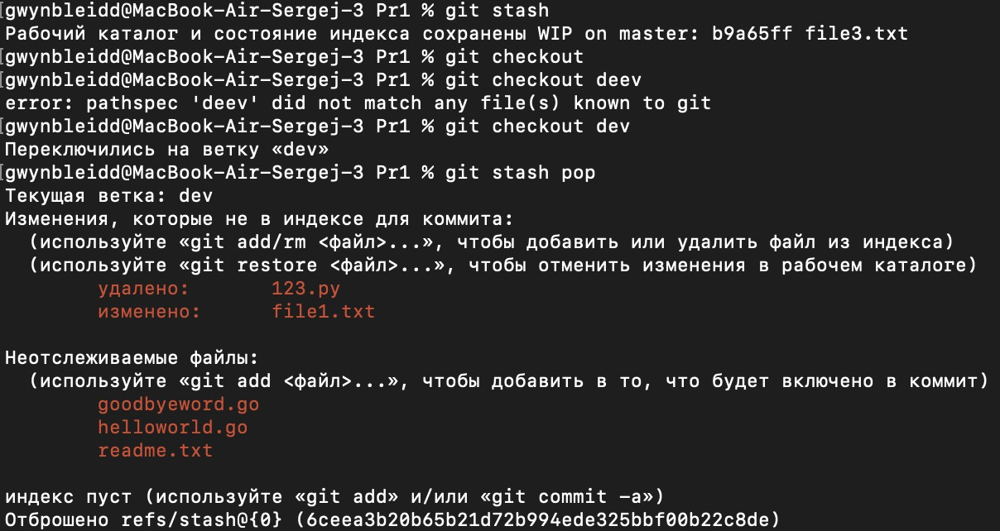 [gwynbleidd@MacBook-Air-Sergej-3 Pr1 % git stash
Рабочий каталог и состояние индекса сохранены WIP on master: b9a65ff file3.txt
[gwynbleidd@MacBook-Air-Sergej-3 Pr1 % git checkout
[gwynbleidd@MacBook-Air-Sergej-3 Pr1 % git checkout deev
error: pathspec 'deev' did not match any file(s) known to git
[gwynbleidd@MacBook-Air-Sergej-3 Pr1 % git checkout dev
Переключились на ветку «dev»
[gwynbleidd@MacBook-Air-Sergej-3 Pr1 % git stash pop
Текущая ветка: dev
Изменения, которые не в индексе для коммита:
  (используйте «git add/rm <файл>...», чтобы добавить или удалить файл из индекса)
  (используйте «git restore <файл>...», чтобы отменить изменения в рабочем каталоге)
        удалено:       123.py
        изменено:      file1.txt
Неотслеживаемые файлы:
  (используйте «git add <файл>...», чтобы добавить в то, что будет включено в коммит)
        goodbyeword.go
        helloworld.go
        readme.txt
индекс пуст (используйте «git add» и/или «git commit -a»)
Отброшено refs/stash@{0} (6ceea3b20b65b21d72b994ede325bbf00b22c8de)